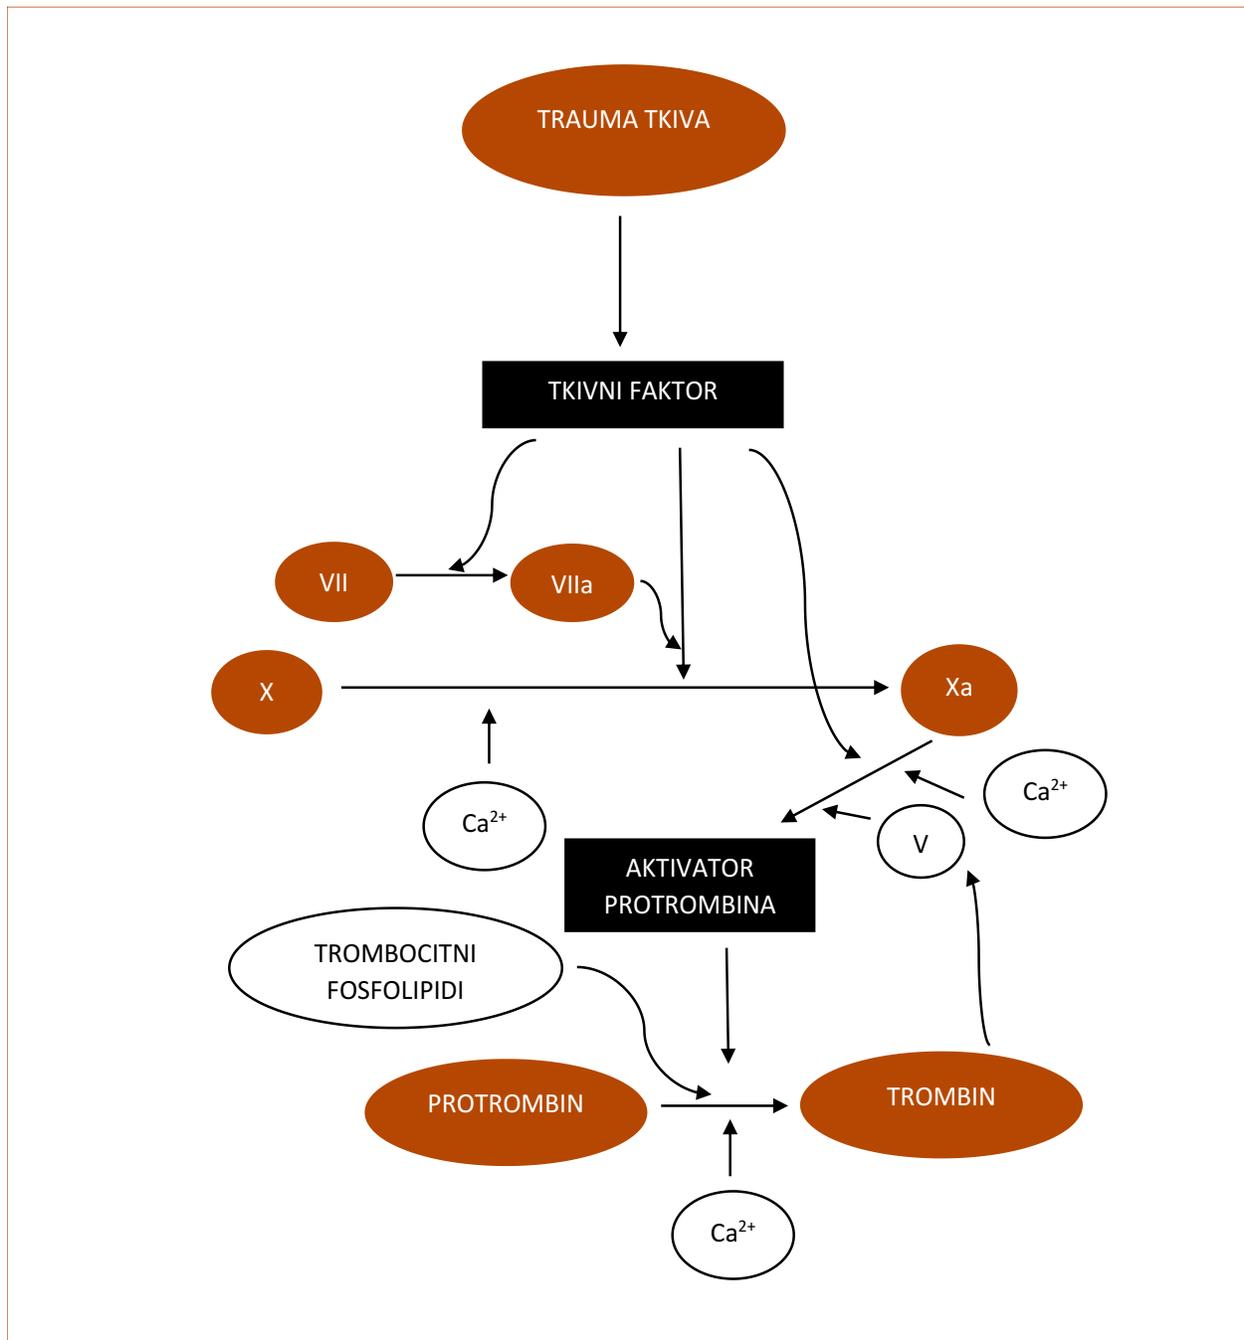 TRAUMA TKIVA
TKIVNI FAKTOR
VII
VIIa
X
Xa
Ca²⁺
Ca²⁺
V
AKTIVATOR
PROTROMBINA
TROMBOCITNI
FOSFOLIPIDI
PROTROMBIN
TROMBIN
Ca²⁺